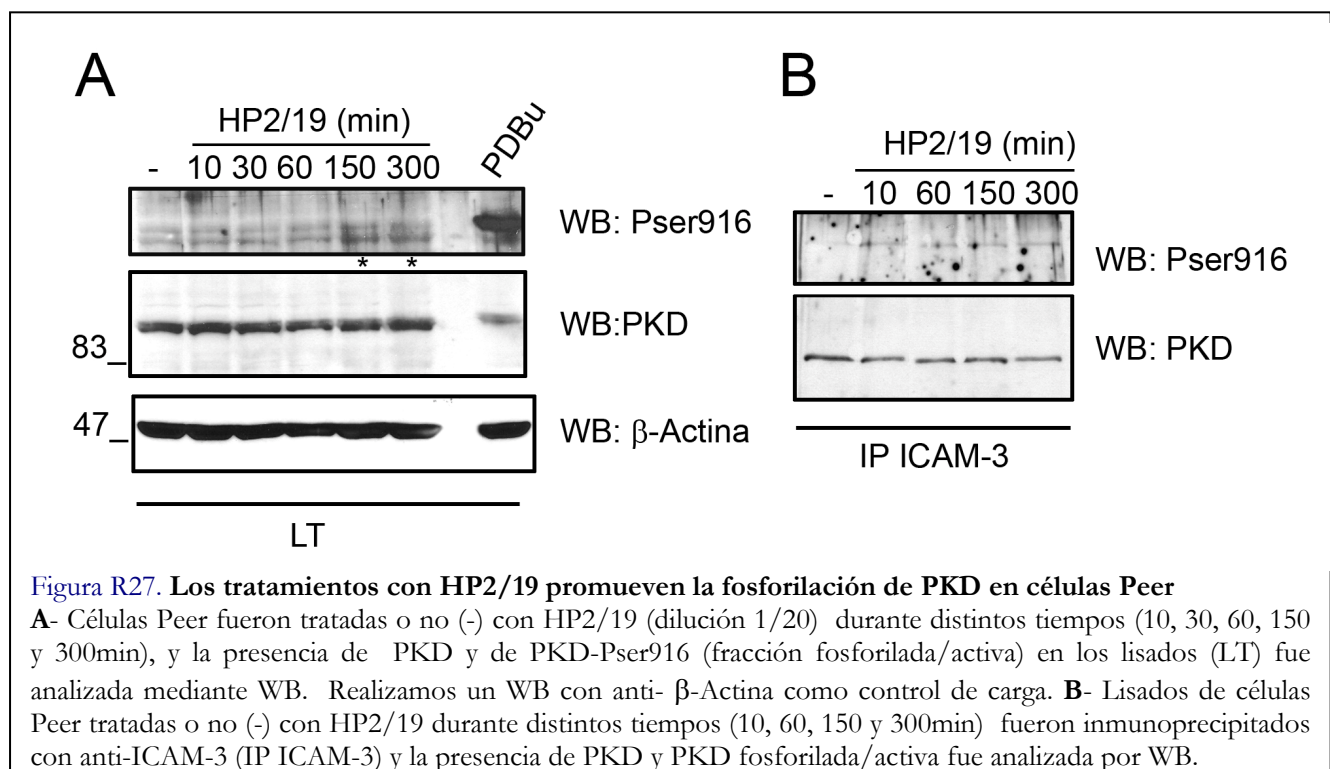 A
HP2/19 (min)
- 10 30 60 150 300 PDBu
WB: Pser916
* *
WB:PKD
83_
47_
WB: β-Actina
LT
B
HP2/19 (min)
- 10 60 150 300
WB: Pser916
WB: PKD
IP ICAM-3
Figura R27. Los tratamientos con HP2/19 promueven la fosforilación de PKD en células Peer
A- Células Peer fueron tratadas o no (-) con HP2/19 (dilución 1/20) durante distintos tiempos (10, 30, 60, 150
y 300min), y la presencia de PKD y de PKD-Pser916 (fracción fosforilada/activa) en los lisados (LT) fue
analizada mediante WB. Realizamos un WB con anti- β-Actina como control de carga. B- Lisados de células
Peer tratadas o no (-) con HP2/19 durante distintos tiempos (10, 60, 150 y 300min) fueron inmunoprecipitados
con anti-ICAM-3 (IP ICAM-3) y la presencia de PKD y PKD fosforilada/activa fue analizada por WB.